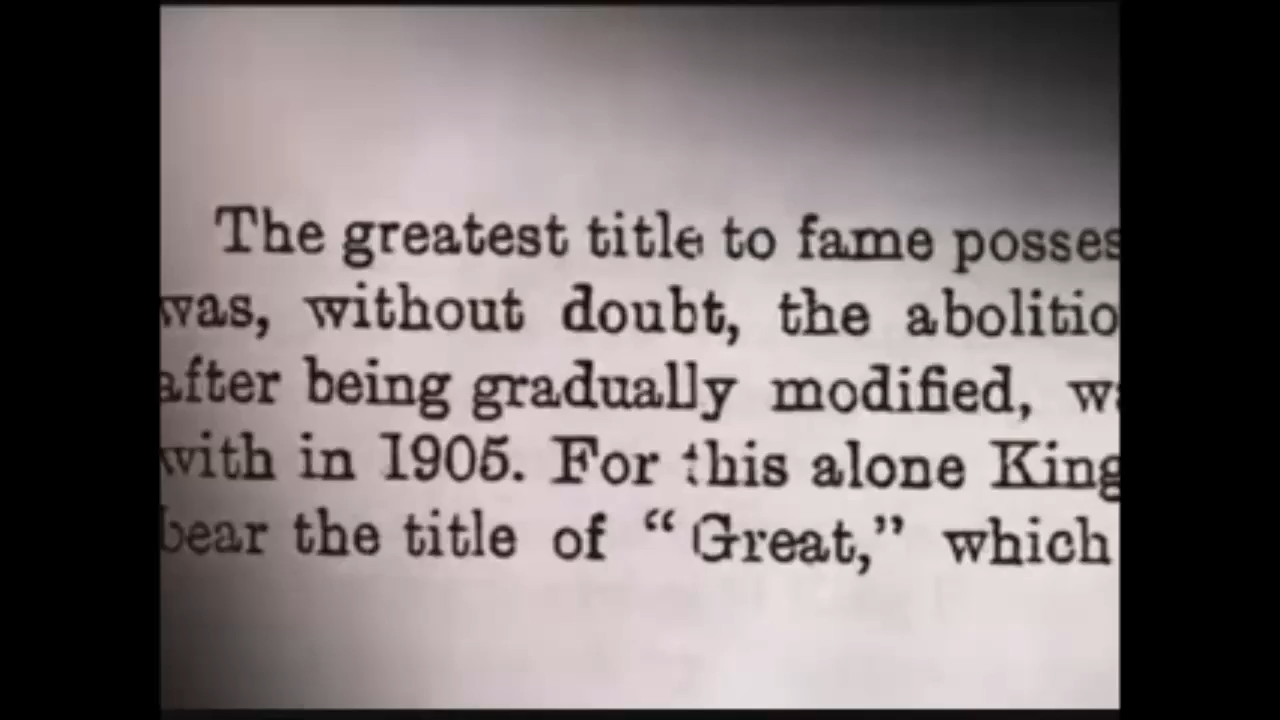 The greatest title to fame posses
was, without doubt, the abolitio
after being gradually modified, wa
with in 1905. For this alone King
bear the title of “Great,” which